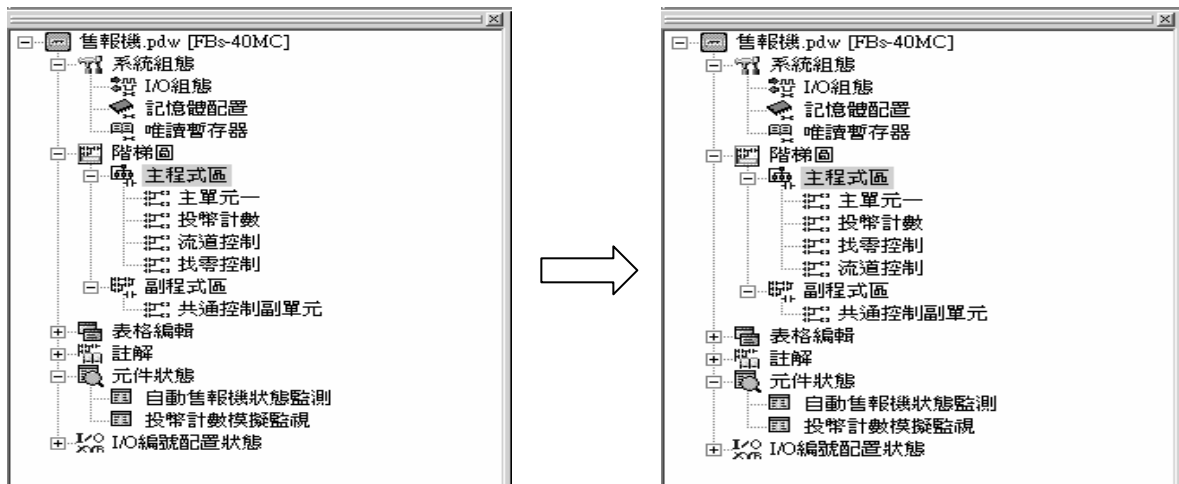 售報機.pdw [FBs-40MC]
系統組態
I/O組態
記憶體配置
唯讀暫存器
階梯圖
主程式區
主單元一
投幣計數
流道控制
找零控制
副程式區
共通控制副單元
表格編輯
註解
元件狀態
自動售報機狀態監測
投幣計數模擬監視
I/O編號配置狀態
售報機.pdw [FBs-40MC]
系統組態
I/O組態
記憶體配置
唯讀暫存器
階梯圖
主程式區
主單元一
投幣計數
找零控制
流道控制
副程式區
共通控制副單元
表格編輯
註解
元件狀態
自動售報機狀態監測
投幣計數模擬監視
I/O編號配置狀態